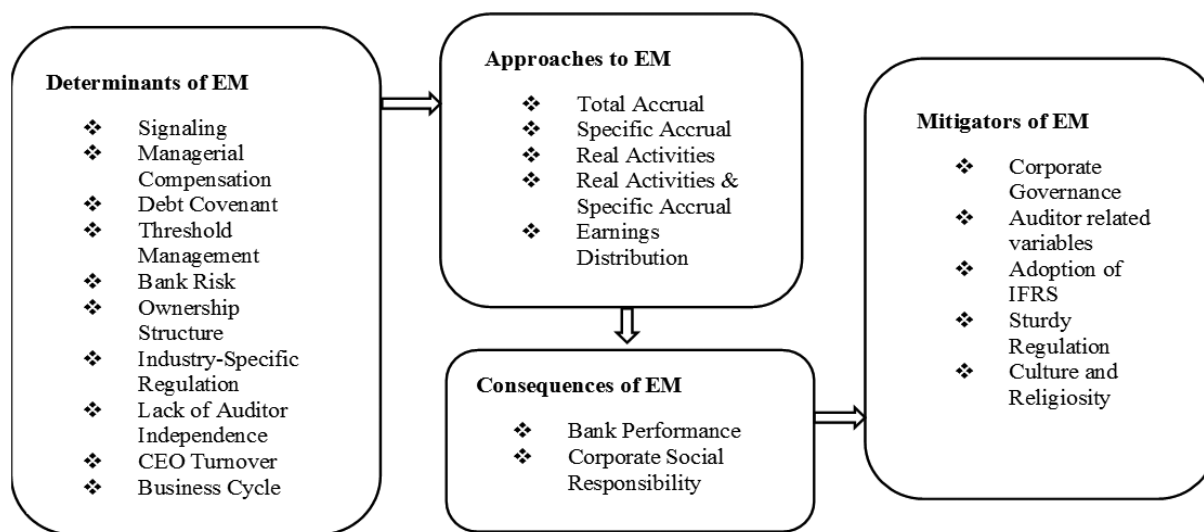 Determinants of EM
❖ Signaling
❖ Managerial
Compensation
❖ Debt Covenant
❖ Threshold
Management
❖ Bank Risk
❖ Ownership
Structure
❖ Industry-Specific
Regulation
❖ Lack of Auditor
Independence
❖ CEO Turnover
❖ Business Cycle
Approaches to EM
❖ Total Accrual
❖ Specific Accrual
❖ Real Activities
❖ Real Activities &
Specific Accrual
❖ Earnings
Distribution
Consequences of EM
❖ Bank Performance
❖ Corporate Social
Responsibility
Mitigators of EM
❖ Corporate
Governance
❖ Auditor related
variables
❖ Adoption of
IFRS
❖ Sturdy
Regulation
❖ Culture and
Religiosity